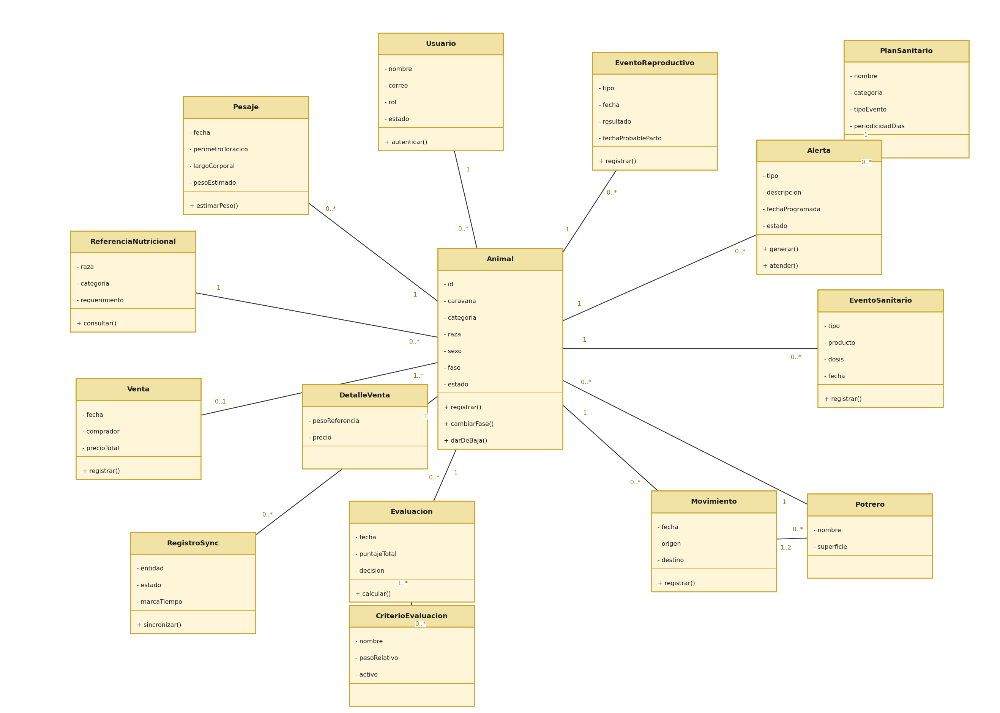 Usuario
- nombre
- correo
- rol
- estado
+ autenticar()
1
0..*
EventoReproductivo
- tipo
- fecha
- resultado
- fechaProbableParto
+ registrar()
0..*
1
PlanSanitario
- nombre
- categoria
- tipoEvento
- periodicidadDias
1
0..*
Alerta
- tipo
- descripcion
- fechaProgramada
- estado
+ generar()
+ atender()
0..*
1
Pesaje
- fecha
- perimetroToracico
- largoCorporal
- pesoEstimado
+ estimarPeso()
0..*
1
ReferenciaNutricional
- raza
- categoria
- requerimiento
+ consultar()
1
0..*
Animal
- id
- caravana
- categoria
- raza
- sexo
- fase
- estado
+ registrar()
+ cambiarFase()
+ darDeBaja()
EventoSanitario
- tipo
- producto
- dosis
- fecha
+ registrar()
1
0..*
Venta
- fecha
- comprador
- precioTotal
+ registrar()
0..1
1..*
DetalleVenta
- pesoReferencia
- precio
1
0..*
RegistroSync
- entidad
- estado
- marcaTiempo
+ sincronizar()
0..*
1
Evaluacion
- fecha
- puntajeTotal
- decision
+ calcular()
1..*
0..*
CriterioEvaluacion
- nombre
- pesoRelativo
- activo
0..*
1
1
0..*
Movimiento
- fecha
- origen
- destino
+ registrar()
0..*
1..2
Potrero
- nombre
- superficie